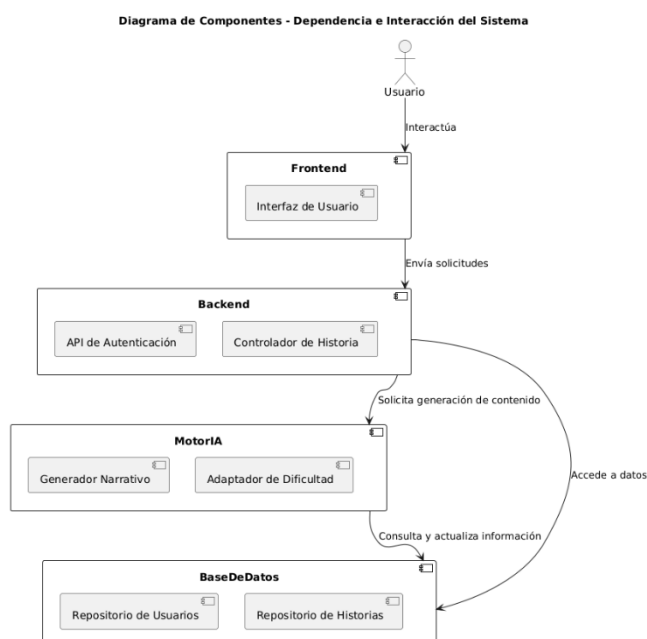 Diagrama de Componentes - Dependencia e Interacción del Sistema
Usuario
Interactúa
Frontend
Interfaz de Usuario
Envía solicitudes
Backend
API de Autenticación
Controlador de Historia
Solicita generación de contenido
MotorIA
Generador Narrativo
Adaptador de Dificultad
Accede a datos
Consulta y actualiza información
BaseDeDatos
Repositorio de Usuarios
Repositorio de Historias